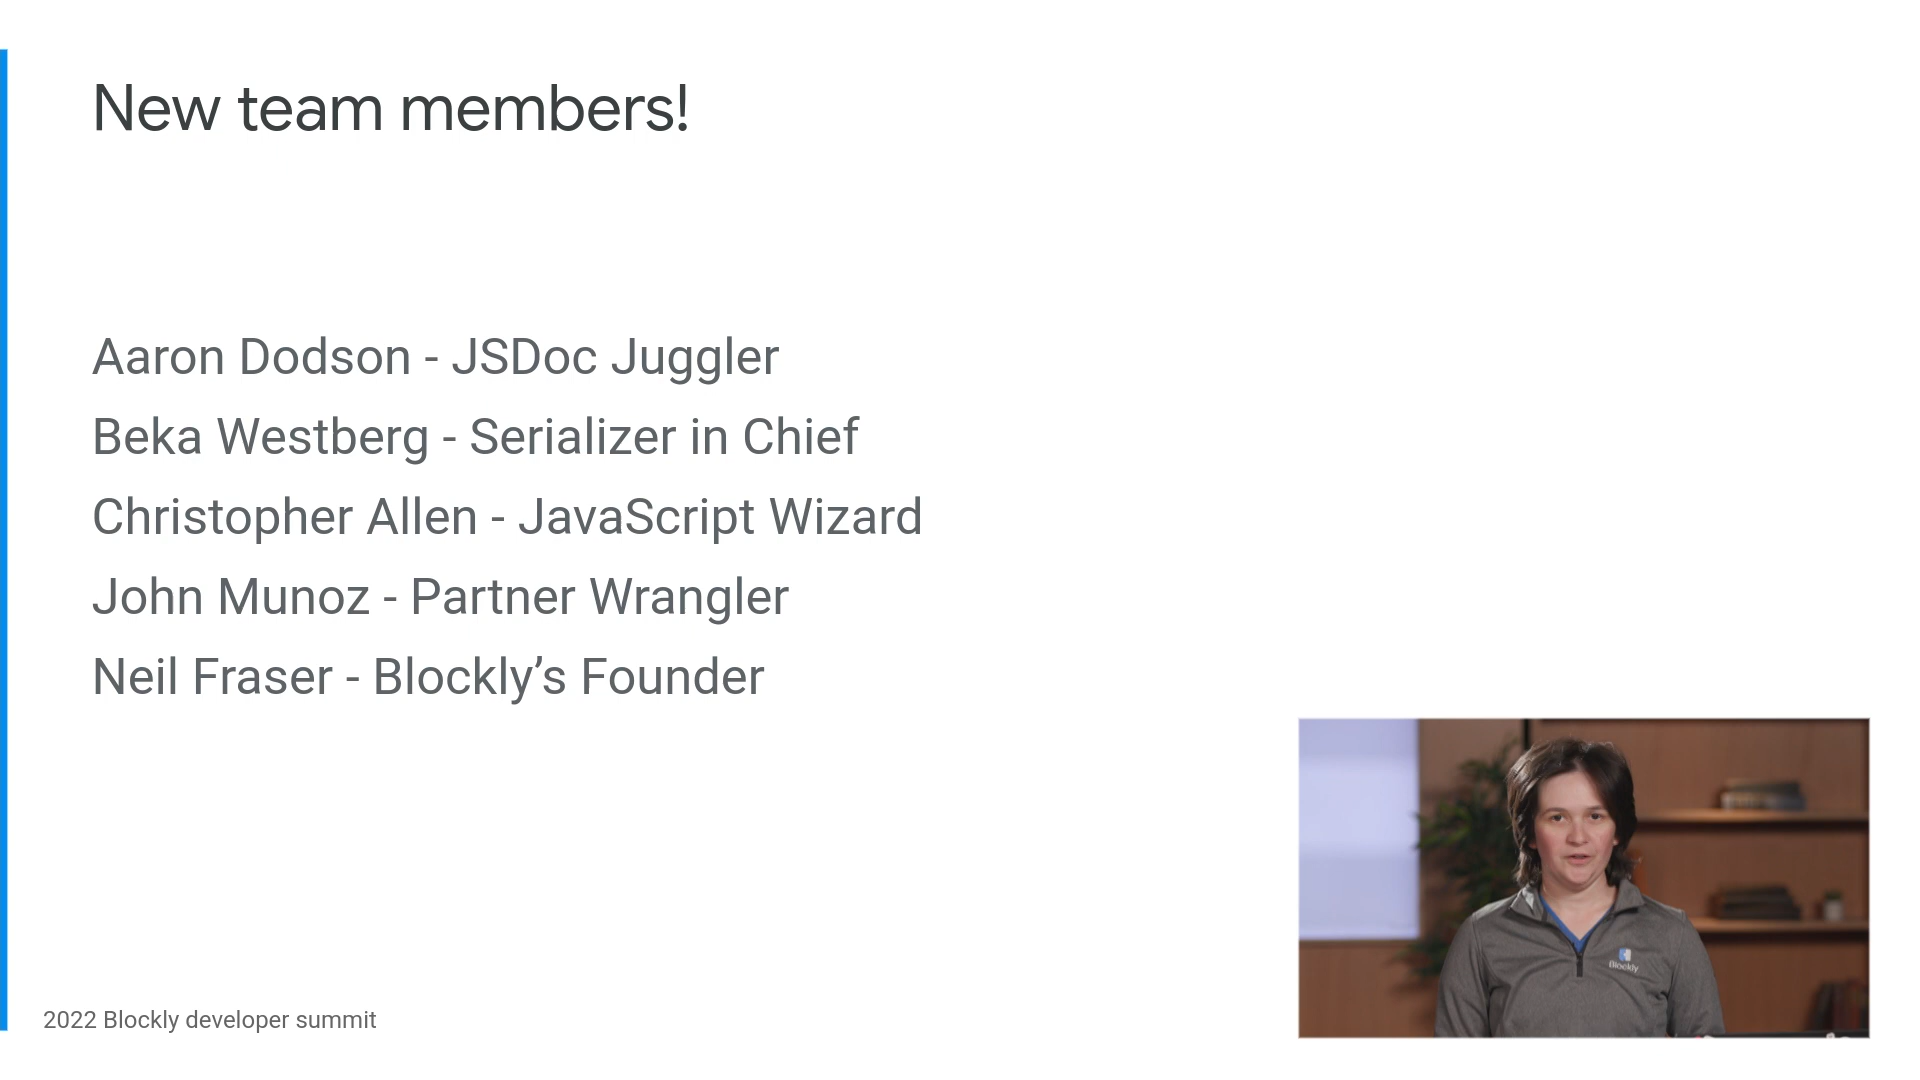 New team members!
Aaron Dodson - JSDoc Juggler
Beka Westberg - Serializer in Chief
Christopher Allen - JavaScript Wizard
John Munoz - Partner Wrangler
Neil Fraser - Blockly’s Founder
Blockly
2022 Blockly developer summit